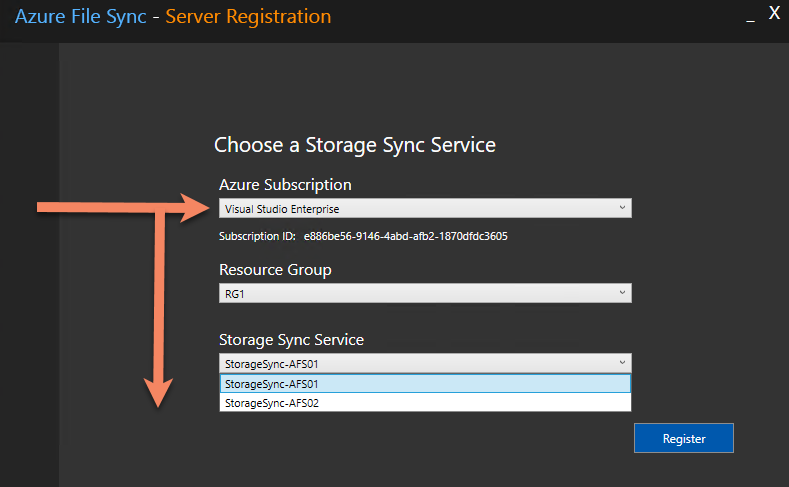 Azure File Sync - Server Registration
_ X
Choose a Storage Sync Service
Azure Subscription
Visual Studio Enterprise
Subscription ID: e886be56-9146-4abd-afb2-1870dfdc3605
Resource Group
RG1
Storage Sync Service
StorageSync-AFS01
StorageSync-AFS01
StorageSync-AFS02
Register